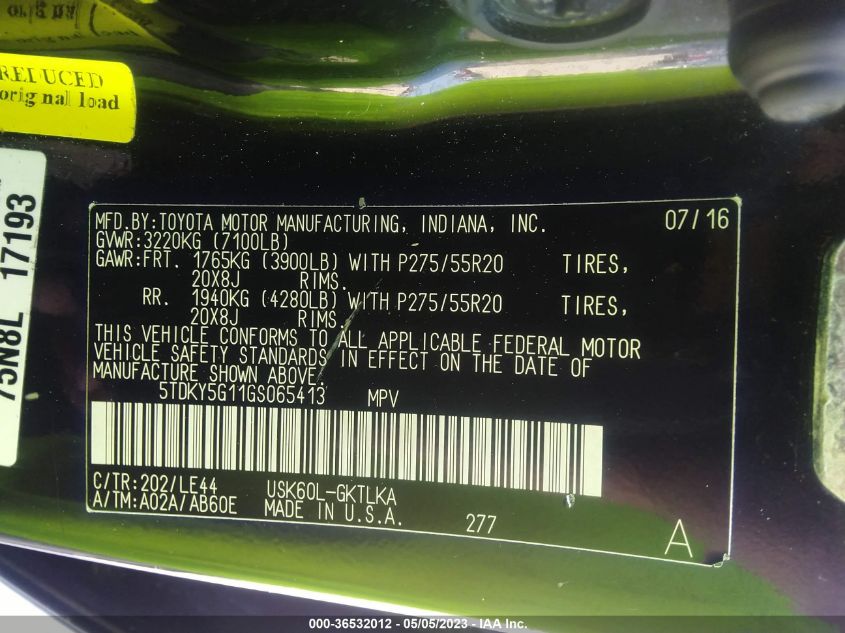 REDUCED
original load
75N8L 17193
MFD.BY:TOYOTA MOTOR MANUFACTURING, INDIANA, INC. 07/16
GVWR:3220KG (7100LB)
GAWR:FRT. 1765KG (3900LB) WITH P275/55R20 TIRES,
20X8J RIMS.
RR. 1940KG (4280LB) WITH P275/55R20 TIRES,
20X8J RIMS.
THIS VEHICLE CONFORMS TO ALL APPLICABLE FEDERAL MOTOR
VEHICLE SAFETY STANDARDS IN EFFECT ON THE DATE OF
MANUFACTURE SHOWN ABOVE.
5TDKY5G11GS065413 MPV
C/TR:202/LE44 USK60L-GKTLKA
A/TM:A02A/AB60E MADE IN U.S.A. 277 A
000-36532012 - 05/05/2023 - IAA Inc.